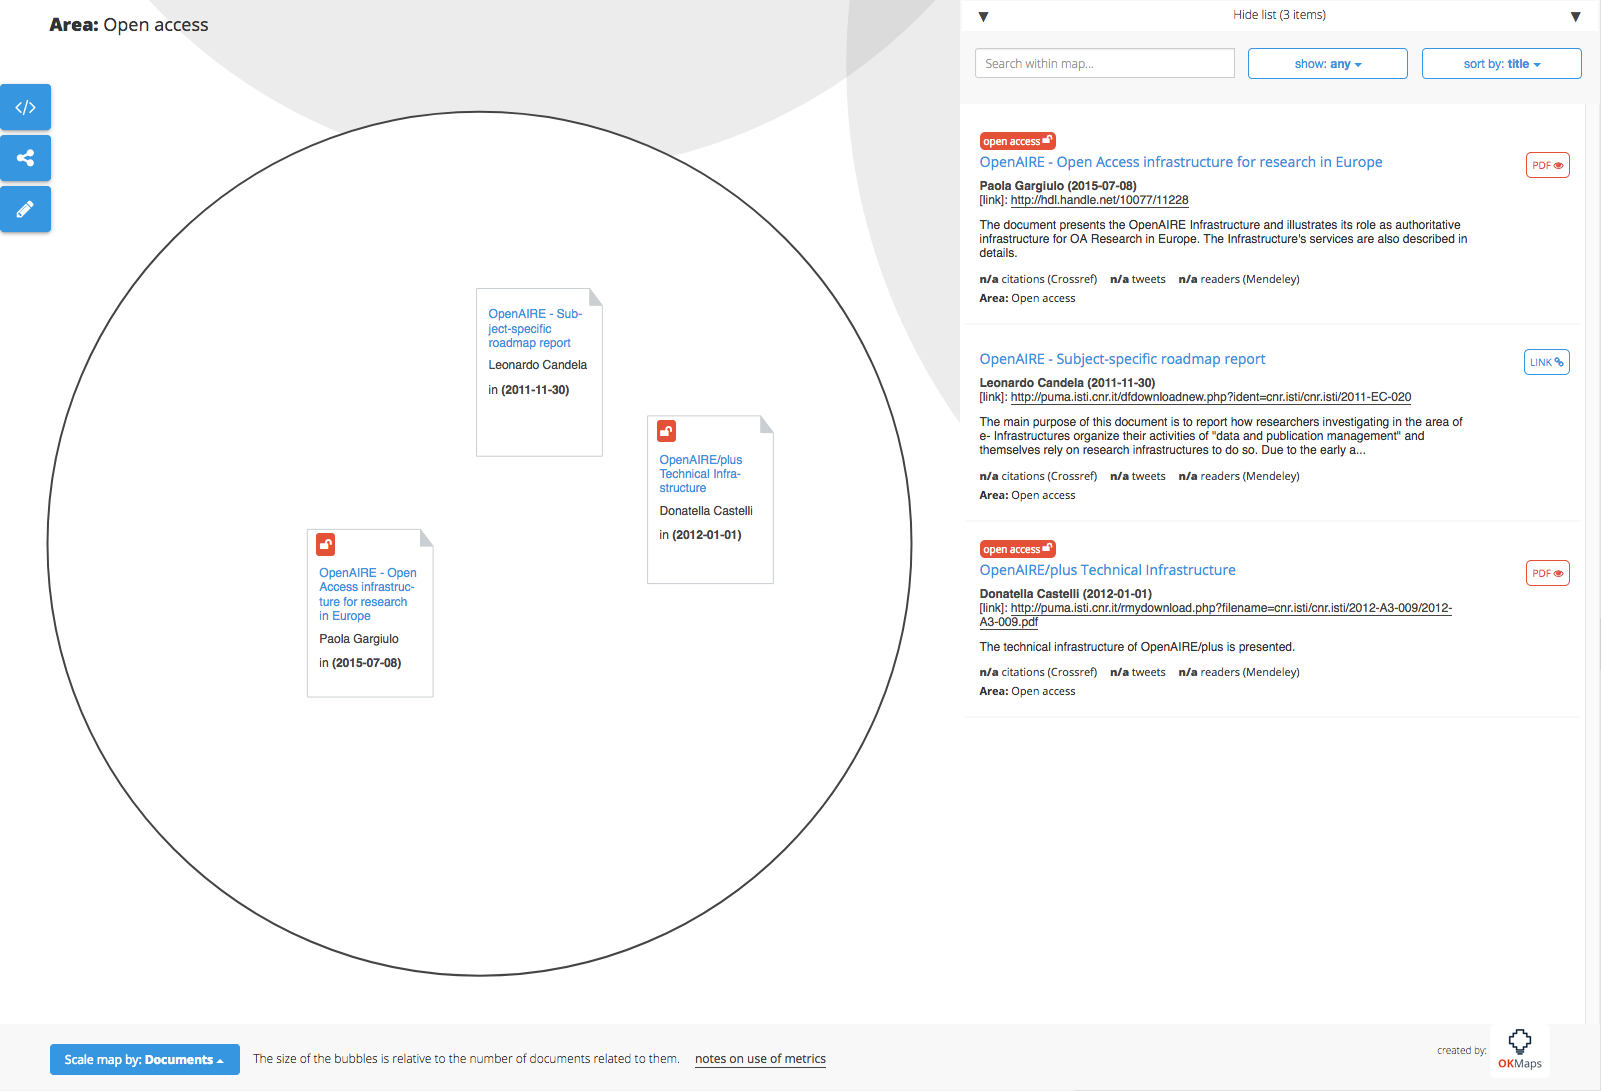 Area: Open access
</>
OpenAIRE - Sub-
ject-specific
roadmap report
Leonardo Candela
in (2011-11-30)
OpenAIRE/plus
Technical Infra-
structure
Donatella Castelli
in (2012-01-01)
OpenAIRE - Open
Access infrastruc-
ture for research
in Europe
Paola Gargiulo
in (2015-07-08)
▼ Hide list (3 items) ▼
Search within map...
show: any
sort by: title
open access
OpenAIRE - Open Access infrastructure for research in Europe
PDF
Paola Gargiulo (2015-07-08)
[link]: http://hdl.handle.net/10077/11228
The document presents the OpenAIRE Infrastructure and illustrates its role as authoritative
infrastructure for OA Research in Europe. The Infrastructure's services are also described in
details.
n/a citations (Crossref) n/a tweets n/a readers (Mendeley)
Area: Open access
OpenAIRE - Subject-specific roadmap report
LINK
Leonardo Candela (2011-11-30)
[link]: http://puma.isti.cnr.it/dfdownloadnew.php?ident=cnr.isti/cnr.isti/2011-EC-020
The main purpose of this document is to report how researchers investigating in the area of
e- Infrastructures organize their activities of "data and publication management" and
themselves rely on research infrastructures to do so. Due to the early a...
n/a citations (Crossref) n/a tweets n/a readers (Mendeley)
Area: Open access
open access
OpenAIRE/plus Technical Infrastructure
PDF
Donatella Castelli (2012-01-01)
[link]: http://puma.isti.cnr.it/rmydownload.php?filename=cnr.isti/cnr.isti/2012-A3-009/2012-
A3-009.pdf
The technical infrastructure of OpenAIRE/plus is presented.
n/a citations (Crossref) n/a tweets n/a readers (Mendeley)
Area: Open access
Scale map by: Documents
The size of the bubbles is relative to the number of documents related to them.
notes on use of metrics
created by:
OKMaps